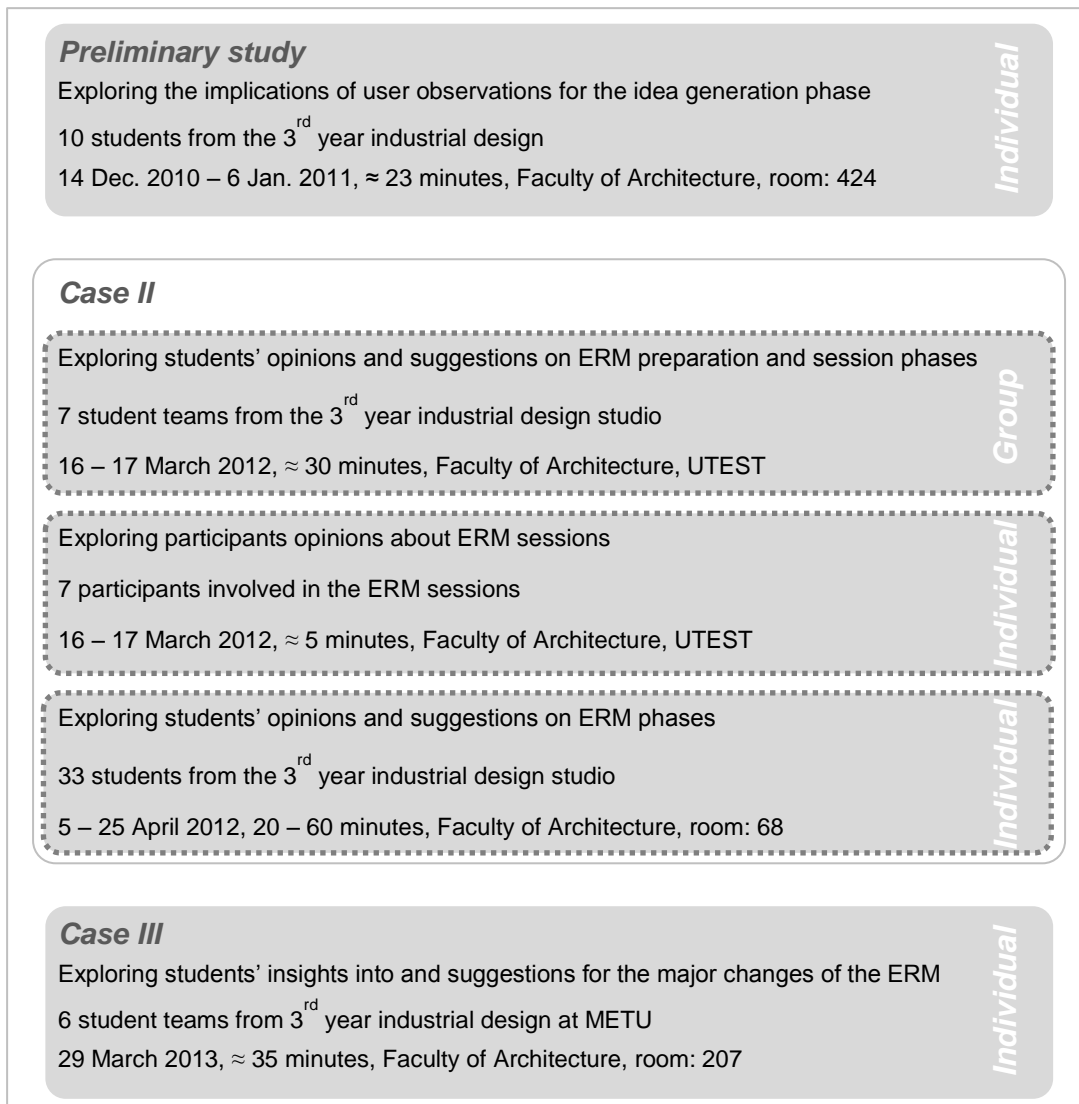 Preliminary study
Exploring the implications of user observations for the idea generation phase
10 students from the 3rd year industrial design
14 Dec. 2010 – 6 Jan. 2011, ≈ 23 minutes, Faculty of Architecture, room: 424
Individual
Case II
Exploring students’ opinions and suggestions on ERM preparation and session phases
7 student teams from the 3rd year industrial design studio
16 – 17 March 2012, ≈ 30 minutes, Faculty of Architecture, UTEST
Group
Exploring participants opinions about ERM sessions
7 participants involved in the ERM sessions
16 – 17 March 2012, ≈ 5 minutes, Faculty of Architecture, UTEST
Individual
Exploring students’ opinions and suggestions on ERM phases
33 students from the 3rd year industrial design studio
5 – 25 April 2012, 20 – 60 minutes, Faculty of Architecture, room: 68
Individual
Case III
Exploring students’ insights into and suggestions for the major changes of the ERM
6 student teams from 3rd year industrial design at METU
29 March 2013, ≈ 35 minutes, Faculty of Architecture, room: 207
Individual